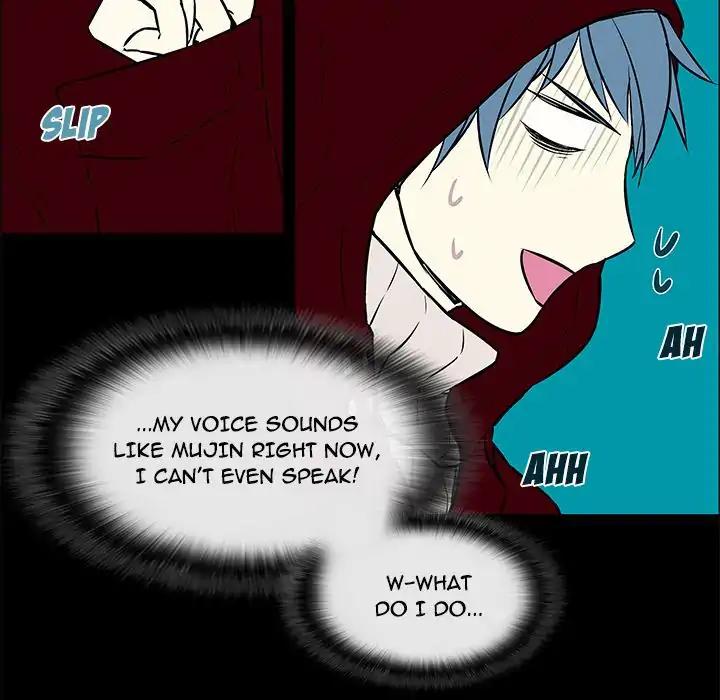 SLIP
AH
AHH
...MY VOICE SOUNDS
LIKE MUJIN RIGHT NOW,
I CAN'T EVEN SPEAK!
W-WHAT
DO I DO...